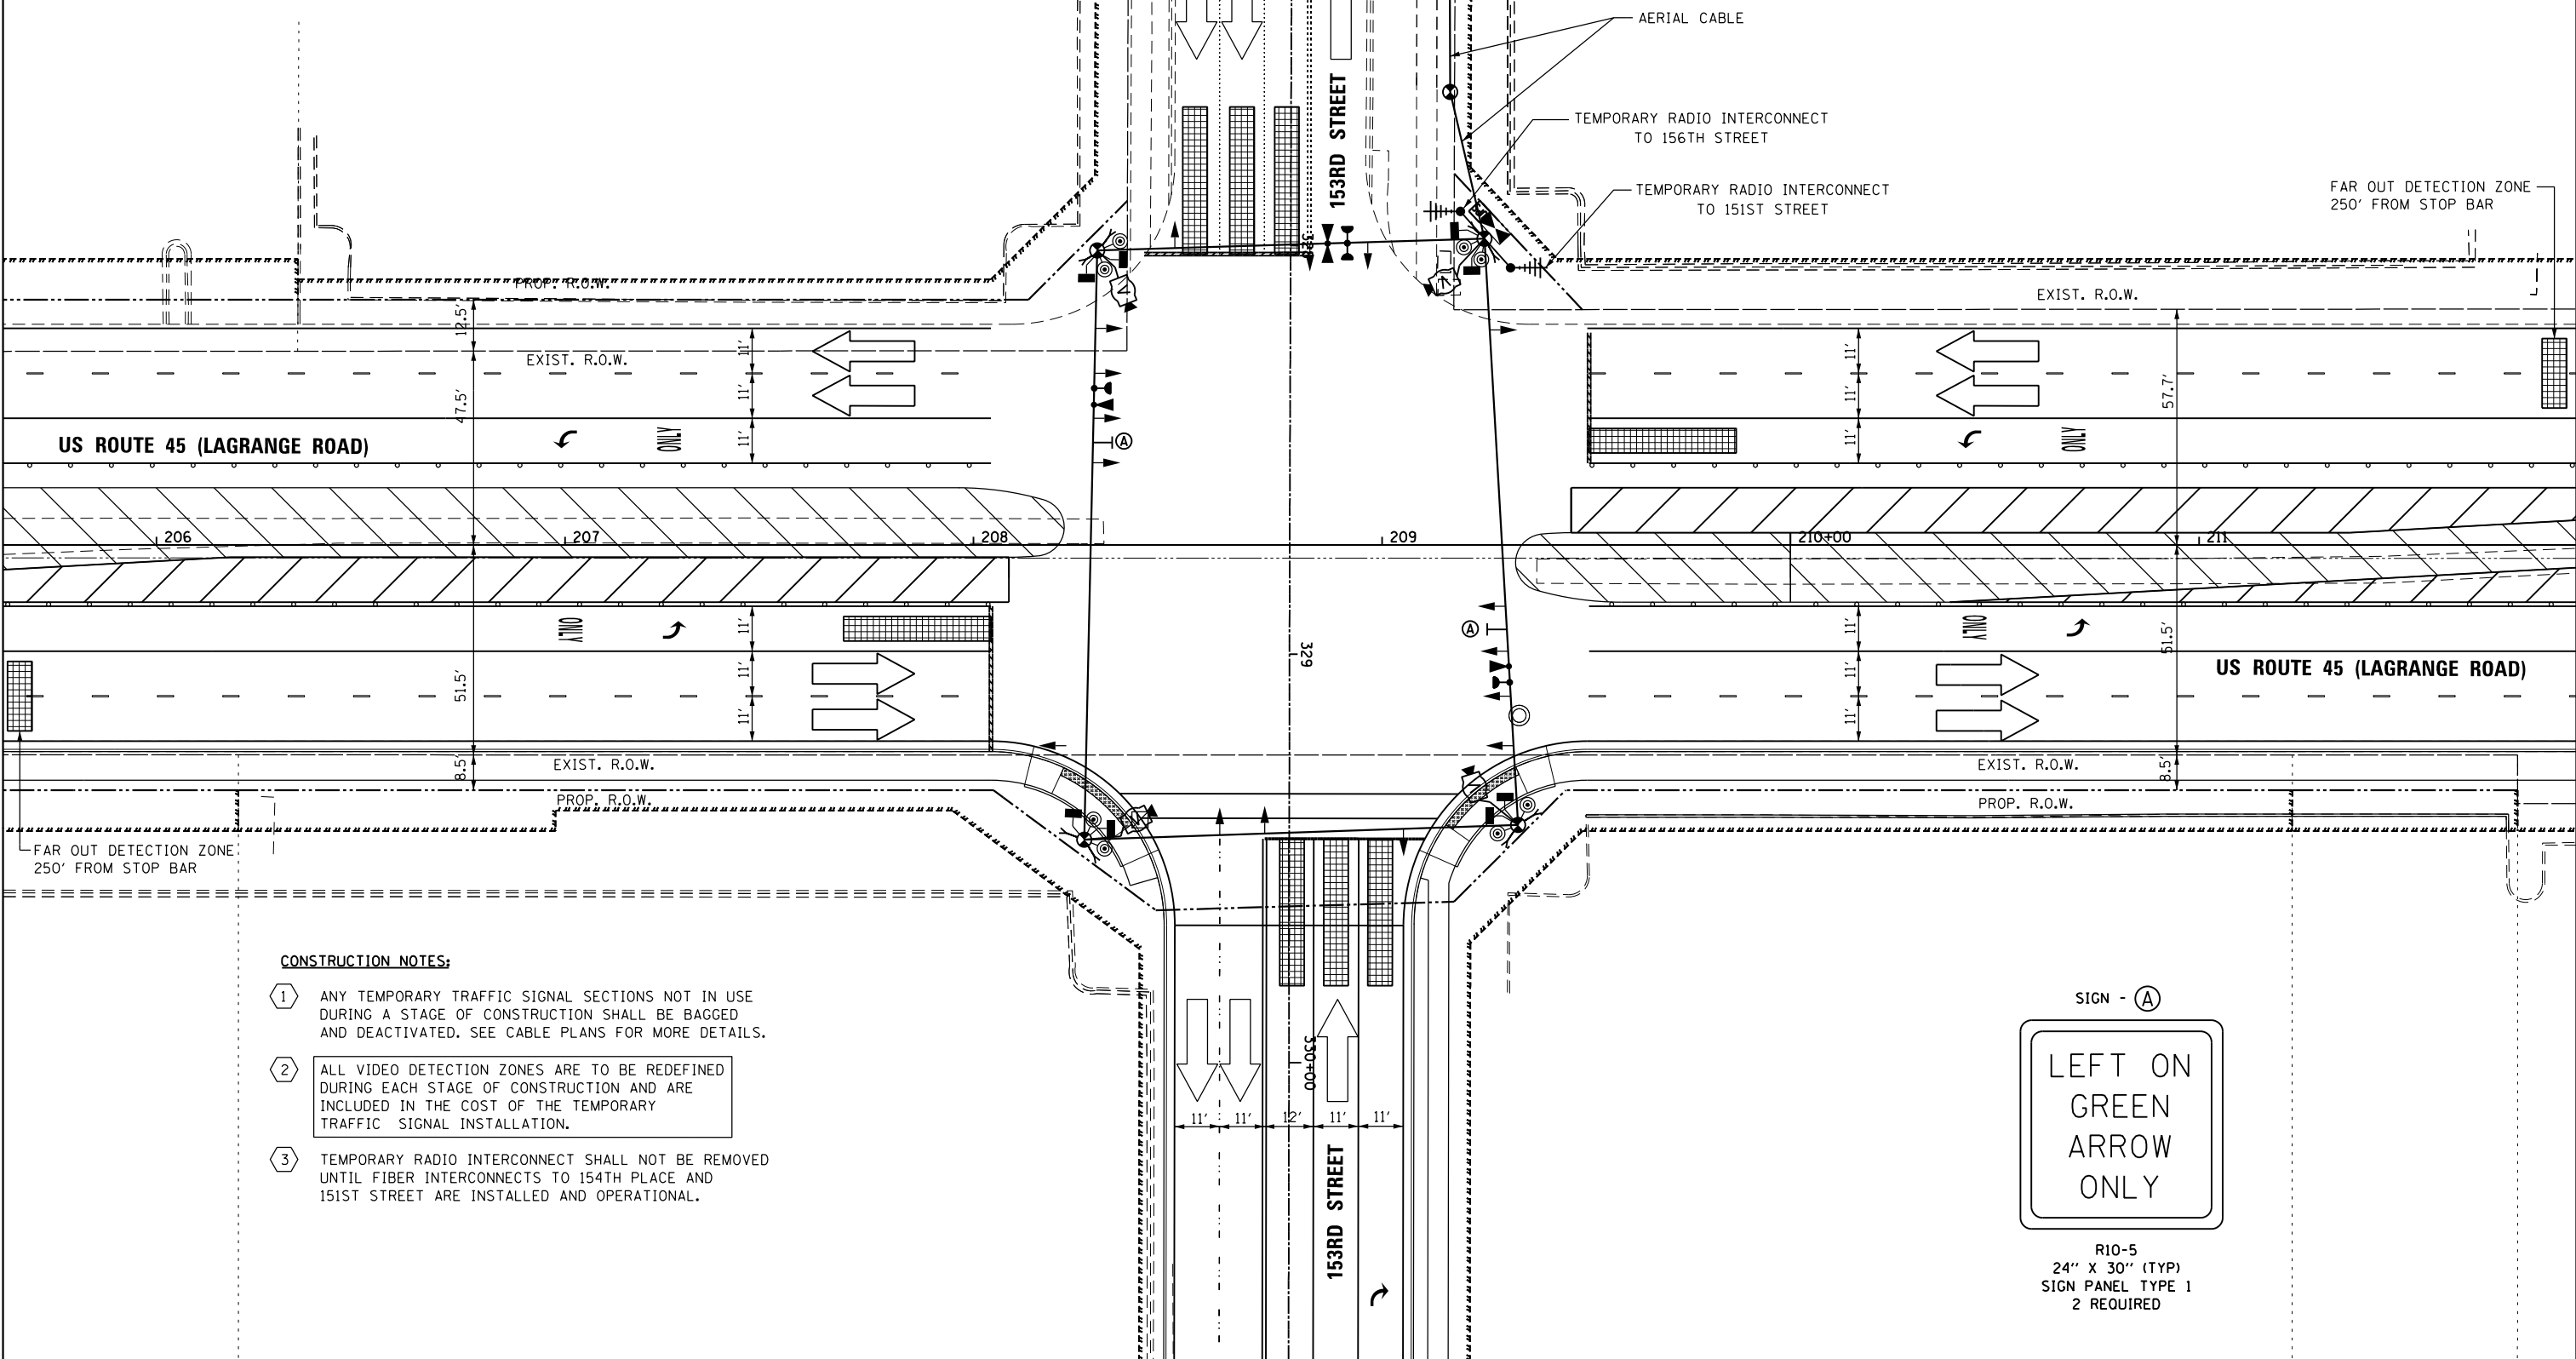 AERIAL CABLE
153RD STREET
TEMPORARY RADIO INTERCONNECT
TO 156TH STREET
TEMPORARY RADIO INTERCONNECT
TO 151ST STREET
FAR OUT DETECTION ZONE
250' FROM STOP BAR
PROP. R.O.W.
EXIST. R.O.W.
12.5'
EXIST. R.O.W.
11'
11'
11'
47.5'
11'
11'
11'
57.7'
US ROUTE 45 (LAGRANGE ROAD)
ONLY
A
ONLY
206
207
208
209
210+00
211
ONLY
11'
11'
11'
51.5'
A
329
ONLY
11'
11'
11'
51.5'
US ROUTE 45 (LAGRANGE ROAD)
8.5'
EXIST. R.O.W.
EXIST. R.O.W.
8.5'
PROP. R.O.W.
PROP. R.O.W.
FAR OUT DETECTION ZONE
250' FROM STOP BAR
CONSTRUCTION NOTES:
1 ANY TEMPORARY TRAFFIC SIGNAL SECTIONS NOT IN USE
DURING A STAGE OF CONSTRUCTION SHALL BE BAGGED
AND DEACTIVATED. SEE CABLE PLANS FOR MORE DETAILS.
2 ALL VIDEO DETECTION ZONES ARE TO BE REDEFINED
DURING EACH STAGE OF CONSTRUCTION AND ARE
INCLUDED IN THE COST OF THE TEMPORARY
TRAFFIC SIGNAL INSTALLATION.
3 TEMPORARY RADIO INTERCONNECT SHALL NOT BE REMOVED
UNTIL FIBER INTERCONNECTS TO 154TH PLACE AND
151ST STREET ARE INSTALLED AND OPERATIONAL.
330+00
11' 11' 12' 11' 11'
153RD STREET
SIGN - A
LEFT ON
GREEN
ARROW
ONLY
R10-5
24" X 30" (TYP)
SIGN PANEL TYPE 1
2 REQUIRED